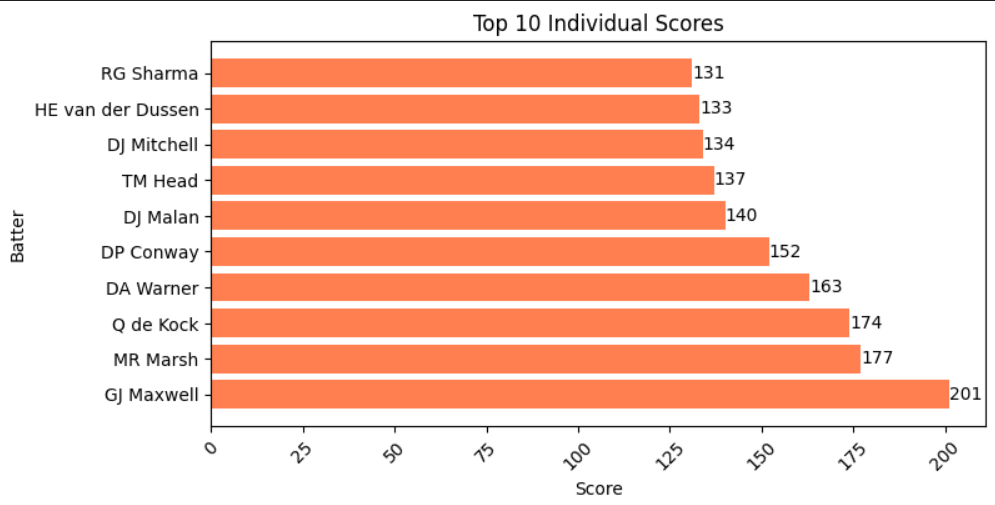 Top 10 Individual Scores
Batter
RG Sharma 131
HE van der Dussen 133
DJ Mitchell 134
TM Head 137
DJ Malan 140
DP Conway 152
DA Warner 163
Q de Kock 174
MR Marsh 177
GJ Maxwell 201
0 25 50 75 100 125 150 175 200
Score